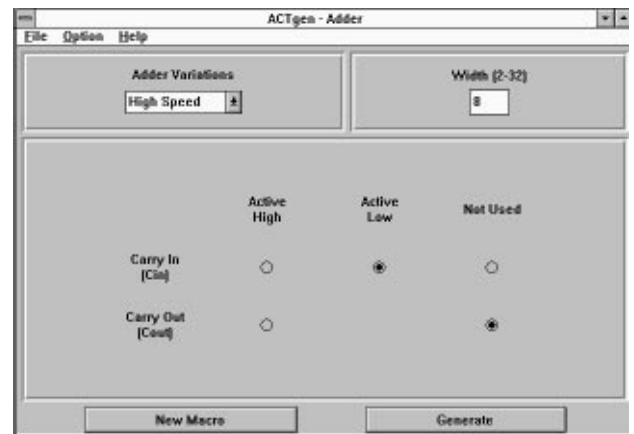 ACTgen - Adder
File Option Help
Adder Variations
High Speed
Width (2-32)
8
Active High
Active Low
Not Used
Carry In (Cin)
Carry Out (Cout)
New Macro
Generate